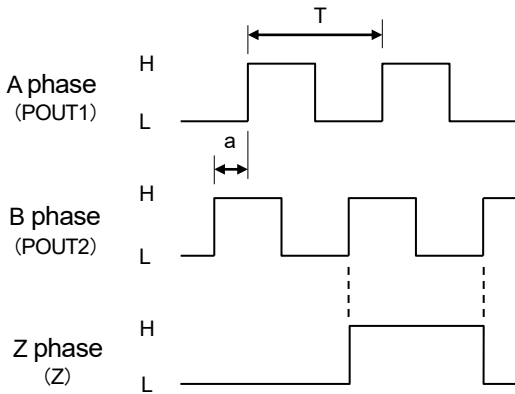 T
H
A phase
（POUT1）
L
a
H
B phase
（POUT2）
L
H
Z phase
（Z）
L